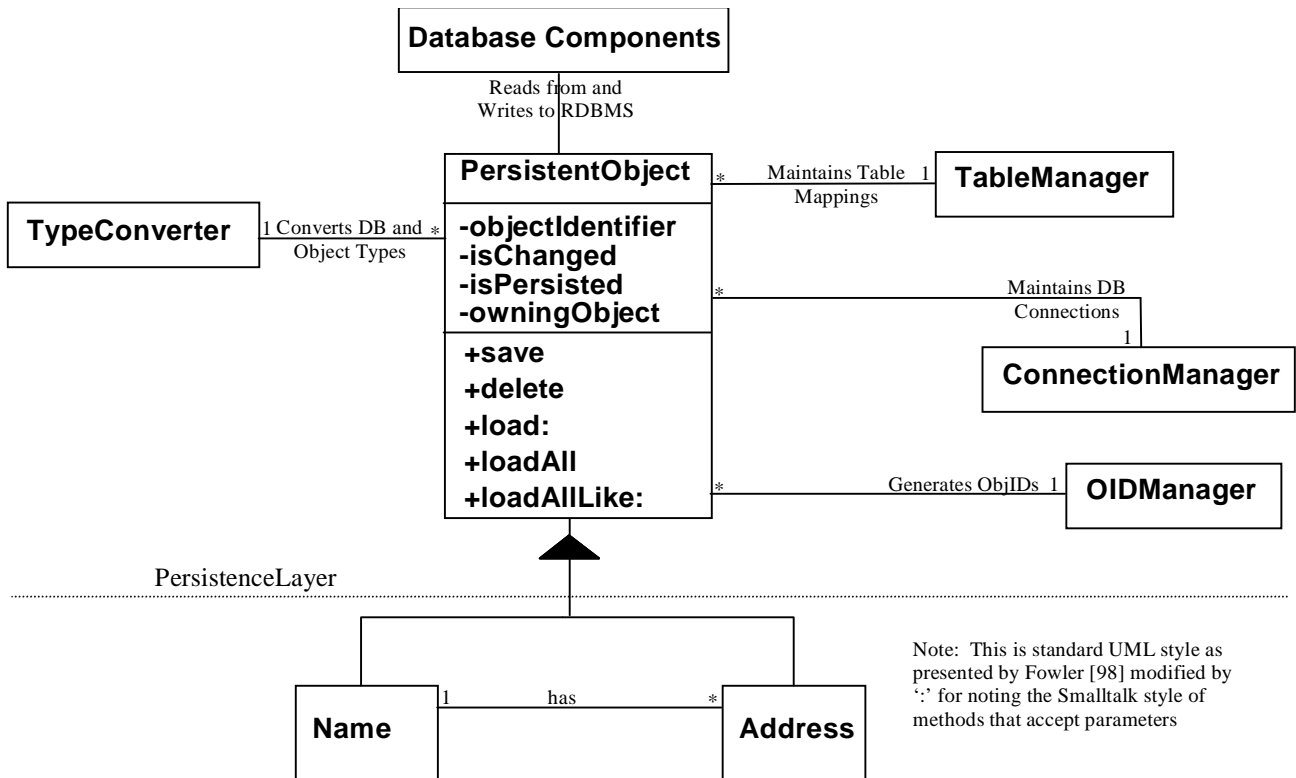 Database Components
Reads from and
Writes to RDBMS
PersistentObject
-objectIdentifier
-isChanged
-isPersisted
-owningObject
+save
+delete
+load:
+loadAll
+loadAllLike:
* Maintains Table 1
Mappings
TableManager
TypeConverter
1 Converts DB and *
Object Types
* Maintains DB
Connections
1
ConnectionManager
* Generates ObjIDs 1
OIDManager
PersistenceLayer
Name
1 has *
Address
Note: This is standard UML style as
presented by Fowler [98] modified by
‘:’ for noting the Smalltalk style of
methods that accept parameters